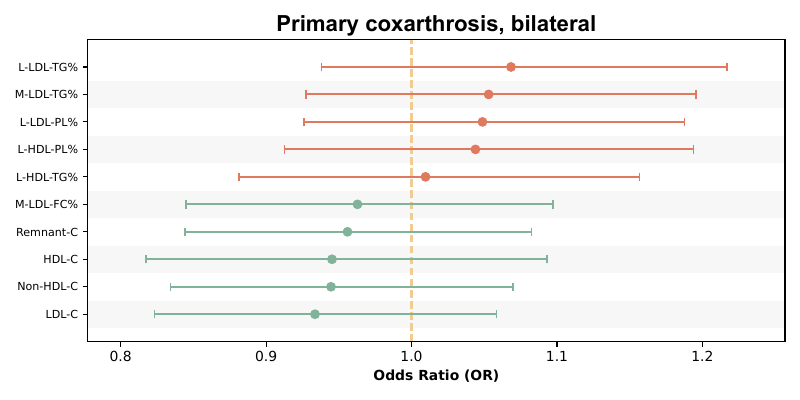 Primary coxarthrosis, bilateral
L-LDL-TG%
M-LDL-TG%
L-LDL-PL%
L-HDL-PL%
L-HDL-TG%
M-LDL-FC%
Remnant-C
HDL-C
Non-HDL-C
LDL-C
0.8 0.9 1.0 1.1 1.2
Odds Ratio (OR)